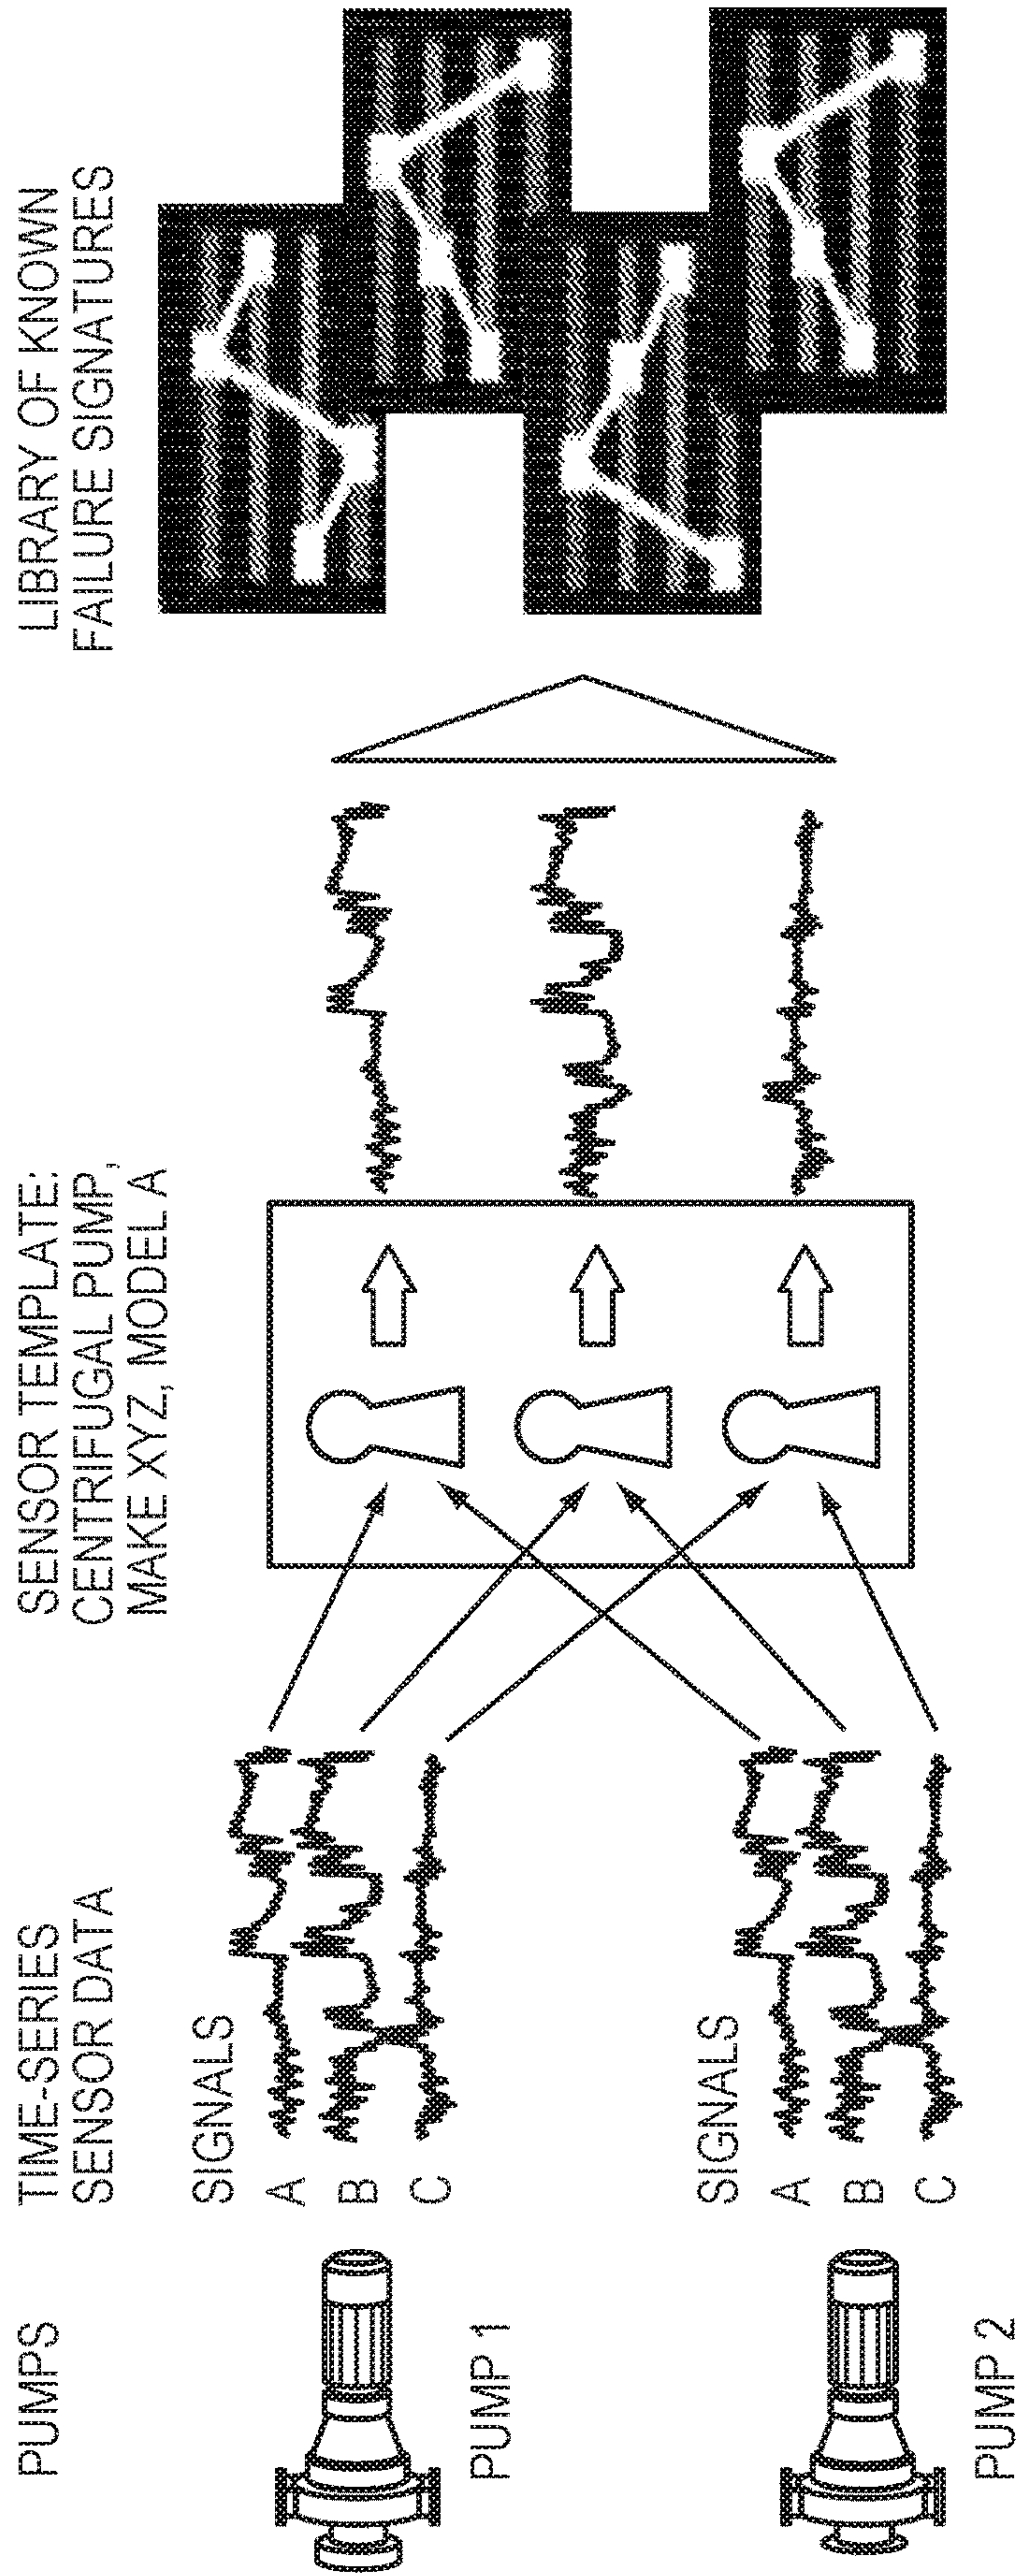 PUMPS
TIME-SERIES
SENSOR DATA
SENSOR TEMPLATE:
CENTRIFUGAL PUMP,
MAKE XYZ, MODEL A
LIBRARY OF KNOWN
FAILURE SIGNATURES
SIGNALS
A
B
C
PUMP 1
SIGNALS
A
B
C
PUMP 2